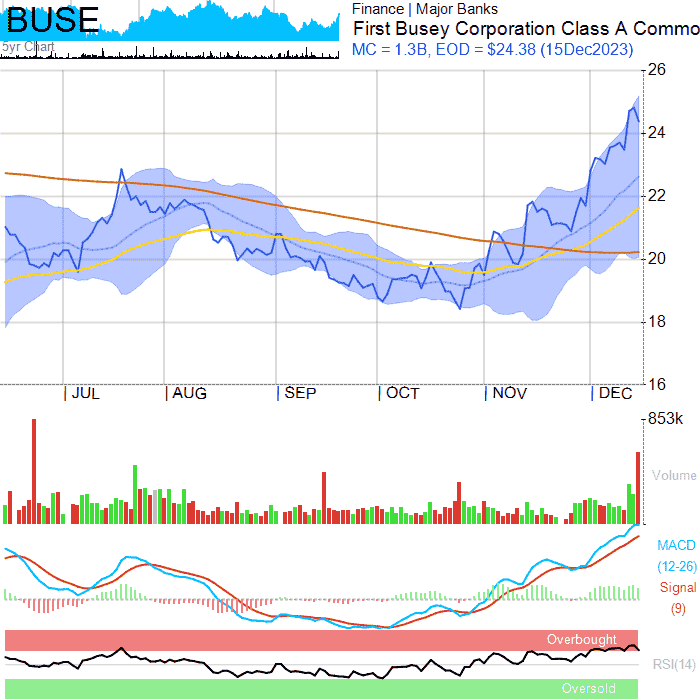 BUSE
5yr Chart
Finance | Major Banks
First Busey Corporation Class A Commo
MC = 1.3B, EOD = $24.38 (15Dec2023)
26
24
22
20
18
16
JUL
AUG
SEP
OCT
NOV
DEC
853k
Volume
MACD
(12-26)
Signal
(9)
Overbought
RSI(14)
Oversold